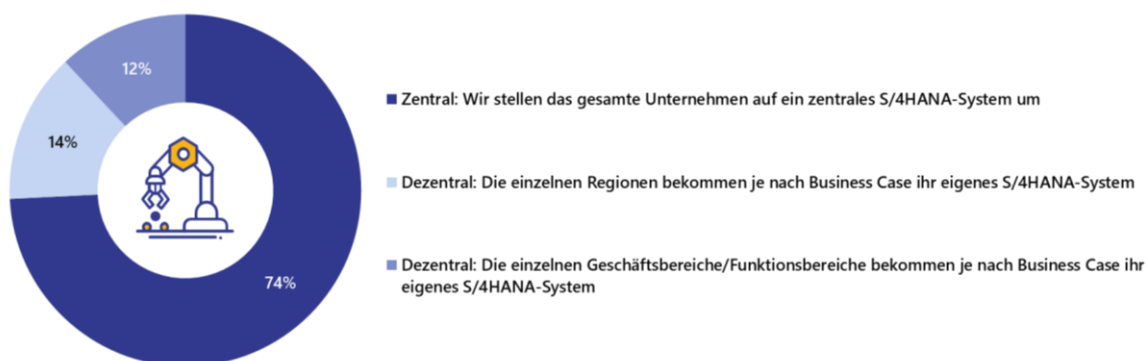 12%
14%
74%
Zentral: Wir stellen das gesamte Unternehmen auf ein zentrales S/4HANA-System um
Dezentral: Die einzelnen Regionen bekommen je nach Business Case ihr eigenes S/4HANA-System
Dezentral: Die einzelnen Geschäftsbereiche/Funktionsbereiche bekommen je nach Business Case ihr
eigenes S/4HANA-System